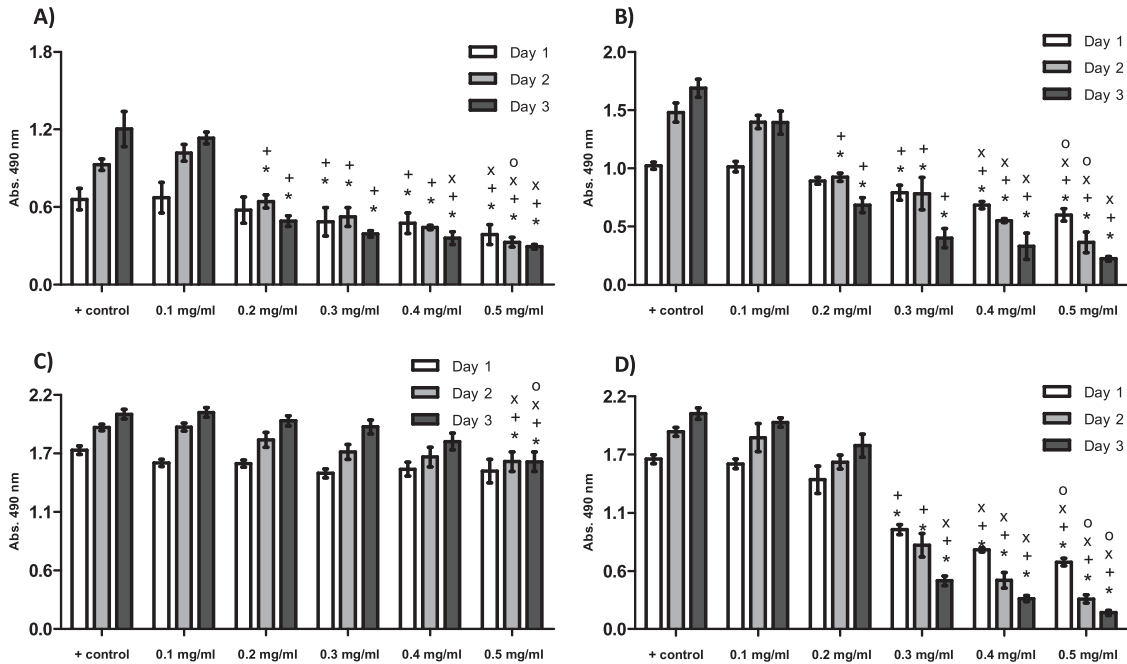 A)
1.8
1.2
0.6
0.0
Abs. 490 nm
Day 1
Day 2
Day 3
+ *
+ *
+ *
+ *
+ *
+ *
+ *
x + *
x + *
o x + *
x + *
+ control 0.1 mg/ml 0.2 mg/ml 0.3 mg/ml 0.4 mg/ml 0.5 mg/ml
B)
2.0
1.5
1.0
0.5
0.0
Abs. 490 nm
Day 1
Day 2
Day 3
+ *
+ *
+ *
+ *
+ *
x + *
x + *
x + *
o x + *
o x + *
x + *
+ control 0.1 mg/ml 0.2 mg/ml 0.3 mg/ml 0.4 mg/ml 0.5 mg/ml
C)
2.2
1.7
1.1
0.6
0.0
Abs. 490 nm
Day 1
Day 2
Day 3
x + *
o x + *
+ control 0.1 mg/ml 0.2 mg/ml 0.3 mg/ml 0.4 mg/ml 0.5 mg/ml
D)
2.2
1.7
1.1
0.6
0.0
Abs. 490 nm
Day 1
Day 2
Day 3
+ *
+ *
x + *
x + *
x + *
x + *
o x + *
o x + *
o x + *
+ control 0.1 mg/ml 0.2 mg/ml 0.3 mg/ml 0.4 mg/ml 0.5 mg/ml